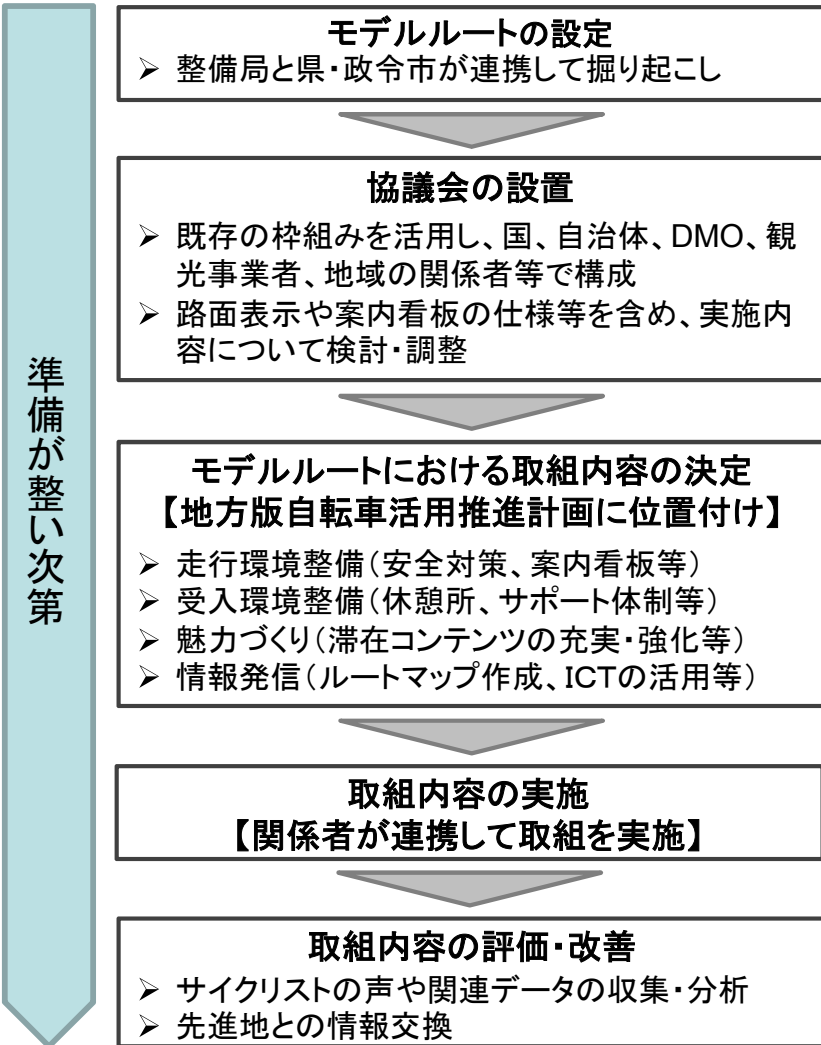 準備が整い次第
モデルルートの設定
➢ 整備局と県・政令市が連携して掘り起こし
協議会の設置
➢ 既存の枠組みを活用し、国、自治体、DMO、観
光事業者、地域の関係者等で構成
➢ 路面表示や案内看板の仕様等を含め、実施内
容について検討・調整
モデルルートにおける取組内容の決定
【地方版自転車活用推進計画に位置付け】
➢ 走行環境整備(安全対策、案内看板等)
➢ 受入環境整備(休憩所、サポート体制等)
➢ 魅力づくり(滞在コンテンツの充実・強化等)
➢ 情報発信(ルートマップ作成、ICTの活用等)
取組内容の実施
【関係者が連携して取組を実施】
取組内容の評価・改善
➢ サイクリストの声や関連データの収集・分析
➢ 先進地との情報交換